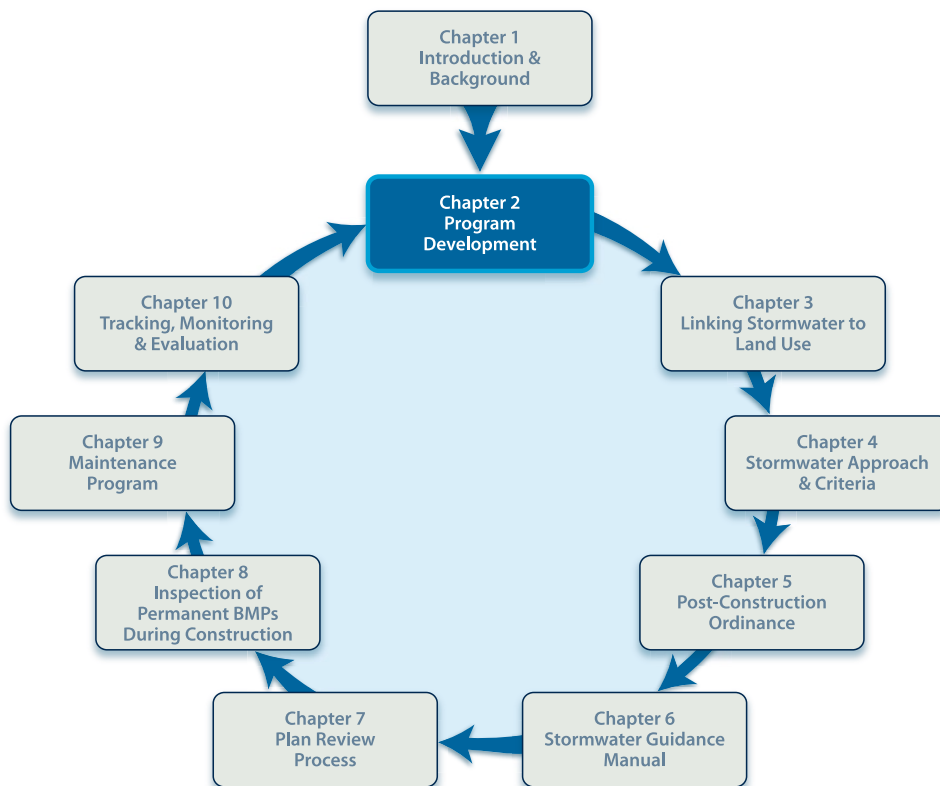 Chapter 1
Introduction &
Background
Chapter 2
Program
Development
Chapter 3
Linking Stormwater to
Land Use
Chapter 4
Stormwater Approach
& Criteria
Chapter 5
Post-Construction
Ordinance
Chapter 6
Stormwater Guidance
Manual
Chapter 7
Plan Review
Process
Chapter 8
Inspection of
Permanent BMPs
During Construction
Chapter 9
Maintenance
Program
Chapter 10
Tracking, Monitoring
& Evaluation